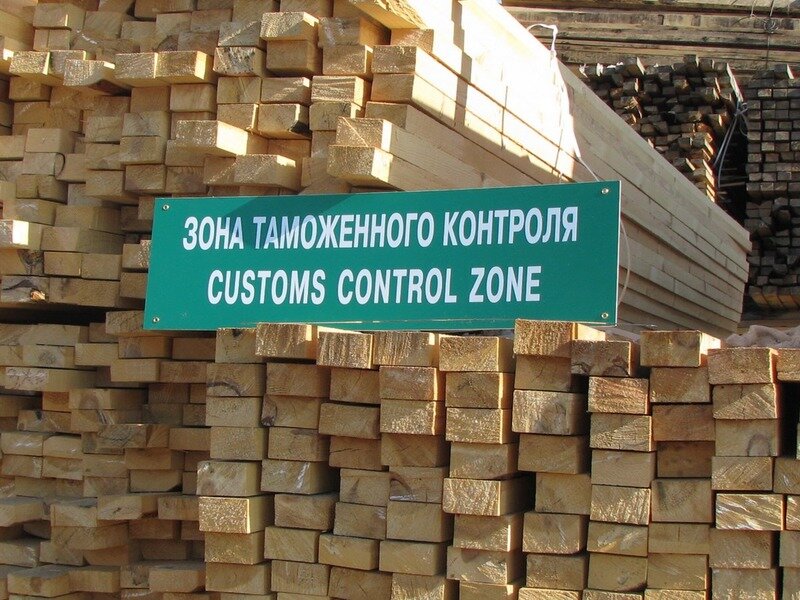 ЗОНА ТАМОЖЕННОГО КОНТРОЛЯ
CUSTOMS CONTROL ZONE